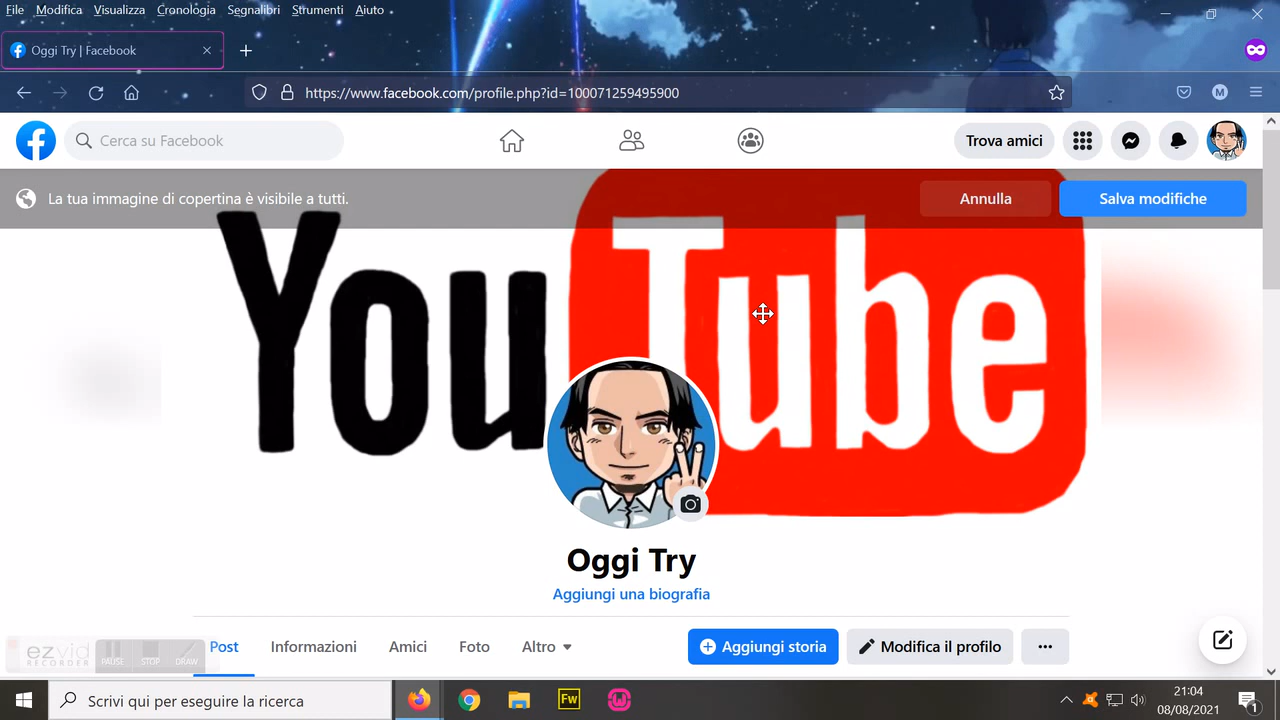 File Modifica Visualizza Cronologia Segnalibri Strumenti Aiuto
Oggi Try | Facebook
https://www.facebook.com/profile.php?id=100071259495900
M
Cerca su Facebook
Trova amici
La tua immagine di copertina è visibile a tutti.
Annulla
Salva modifiche
YouTube
Oggi Try
Aggiungi una biografia
Post
Informazioni
Amici
Foto
Altro
Aggiungi storia
Modifica il profilo
ezvid
RECORDER
PAUSE
STOP
DRAW
Scrivi qui per eseguire la ricerca
Fw
21:04
08/08/2021
1